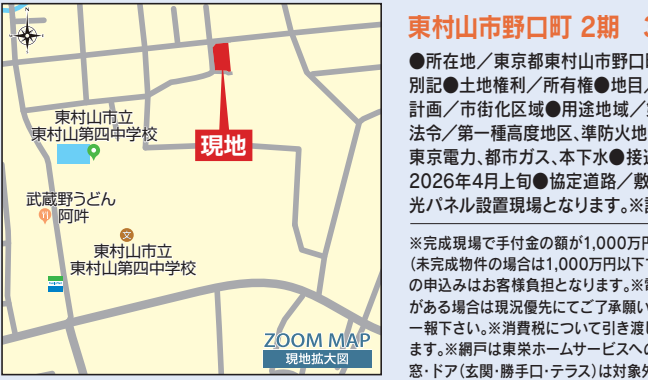 N
東村山市立
東村山第四中学校
現地
武蔵野うどん
阿吽
文
東村山市立
東村山第四中学校
ZOOM MAP
現地拡大図
東村山市野口町 2期
●所在地／東京都東村山市野口
別記●土地権利／所有権●地目／
計画／市街化区域●用途地域／
法令／第一種高度地区、準防火地
東京電力、都市ガス、本下水●接道
2026年4月上旬●協定道路／敷
光パネル設置現場となります。※
※完成現場で手付金の額が1,000万円
(未完成物件の場合は1,000万円以下
の申込みはお客様負担となります。※
がある場合は現況優先にてご了承願い
一報下さい。※消費税について引き渡し
ます。※網戸は東栄ホームサービスへの
窓・ドア(玄関・勝手口・テラス)は対象外